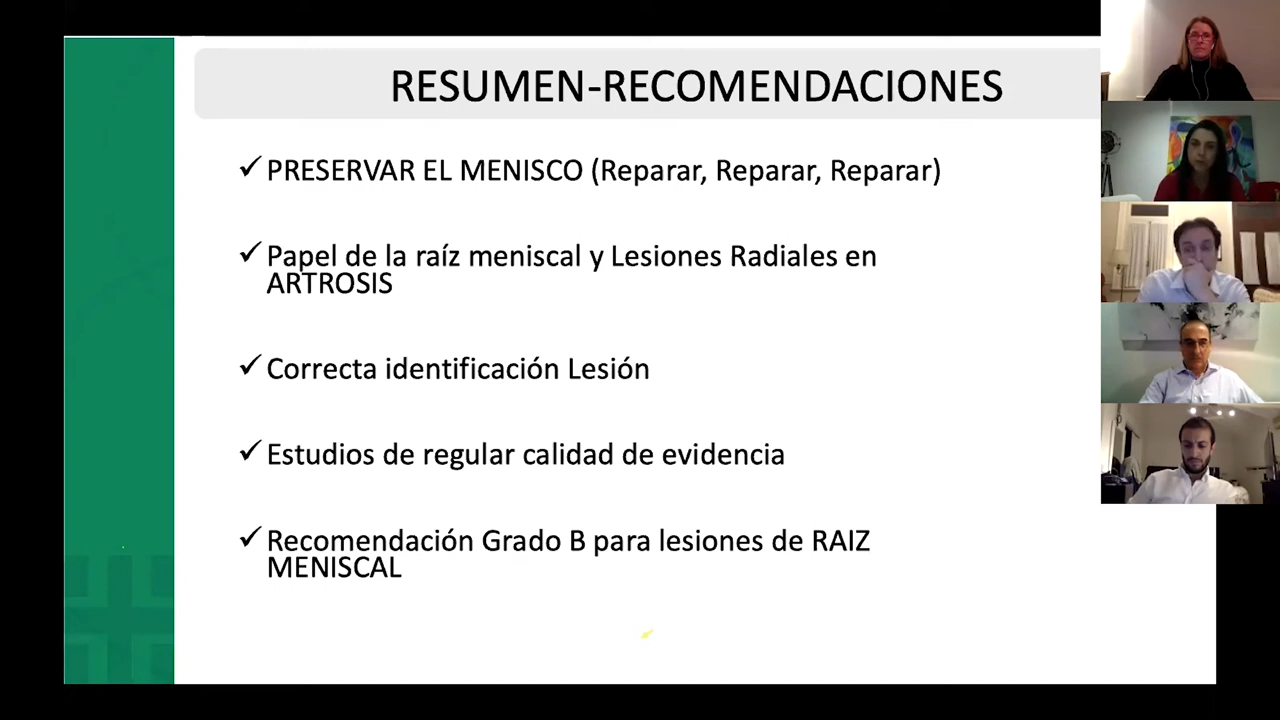 RESUMEN-RECOMENDACIONES
✓ PRESERVAR EL MENISCO (Reparar, Reparar, Reparar)
✓ Papel de la raíz meniscal y Lesiones Radiales en
ARTROSIS
✓ Correcta identificación Lesión
✓ Estudios de regular calidad de evidencia
✓ Recomendación Grado B para lesiones de RAIZ
MENISCAL